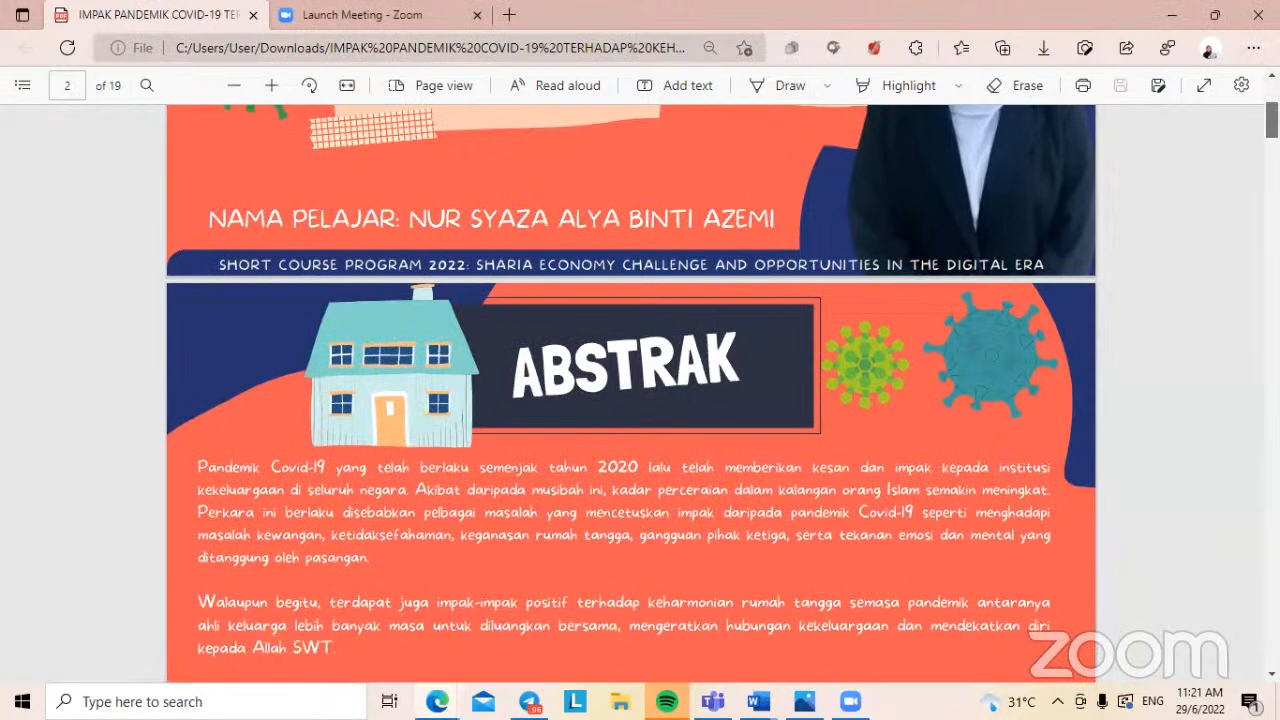 IMPAK PANDEMIK COVID-19 TER
Launch Meeting - Zoom
File
C:/Users/User/Downloads/IMPAK%20PANDEMIK%20COVID-19%20TERHADAP%20KEH...
2 of 19
Page view
Read aloud
Add text
Draw
Highlight
Erase
NAMA PELAJAR: NUR SYAZA ALYA BINTI AZEMI
SHORT COURSE PROGRAM 2022: SHARIA ECONOMY CHALLENGE AND OPPORTUNITIES IN THE DIGITAL ERA
ABSTRAK
Pandemik Covid-19 yang telah berlaku semenjak tahun 2020 lalu telah memberikan kesan dan impak kepada institusi
kekeluargaan di seluruh negara. Akibat daripada musibah ini, kadar perceraian dalam kalangan orang Islam semakin meningkat.
Perkara ini berlaku disebabkan pelbagai masalah yang mencetuskan impak daripada pandemik Covid-19 seperti menghadapi
masalah kewangan, ketidaksefahaman, keganasan rumah tangga, gangguan pihak ketiga, serta tekanan emosi dan mental yang
ditanggung oleh pasangan.
Walaupun begitu, terdapat juga impak-impak positif terhadap keharmonian rumah tangga semasa pandemik antaranya
ahli keluarga lebih banyak masa untuk diluangkan bersama, mengeratkan hubungan kekeluargaan dan mendekatkan diri
kepada Allah SWT.
zoom
Type here to search
96
L
31°C
ENG
11:21 AM
29/6/2022
1